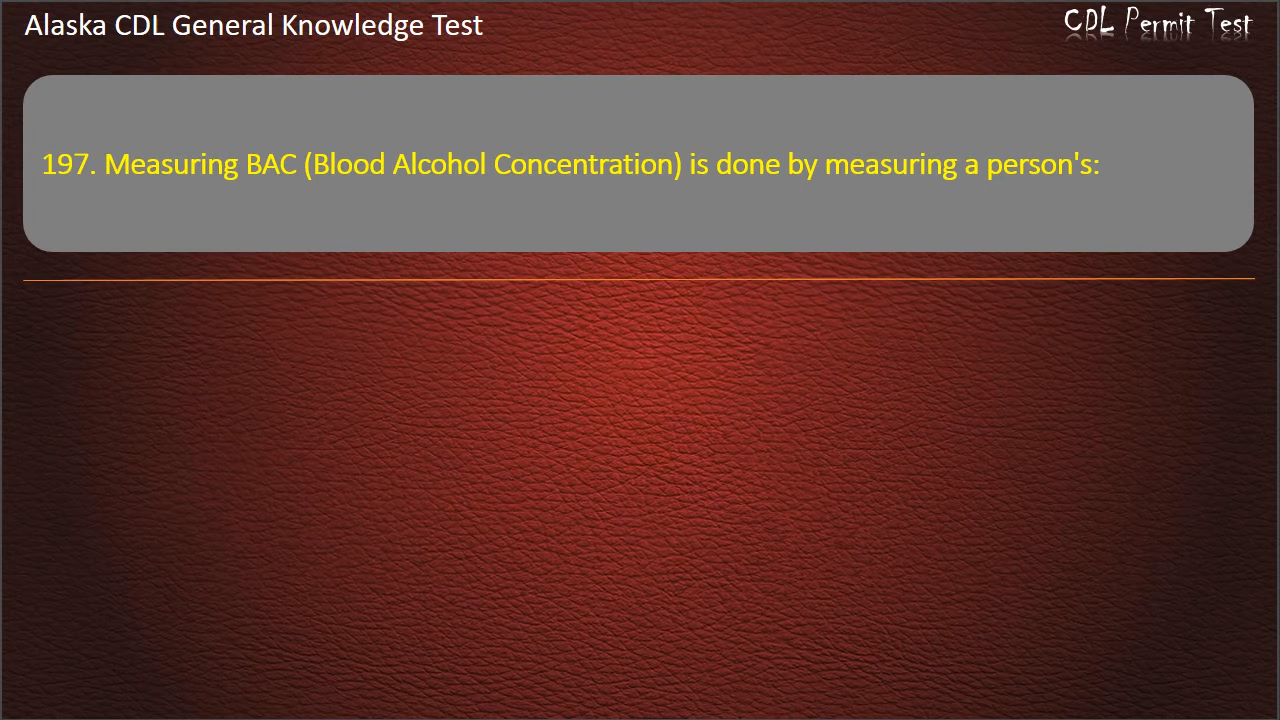 Alaska CDL General Knowledge Test
CDL Permit Test
197. Measuring BAC (Blood Alcohol Concentration) is done by measuring a person's: